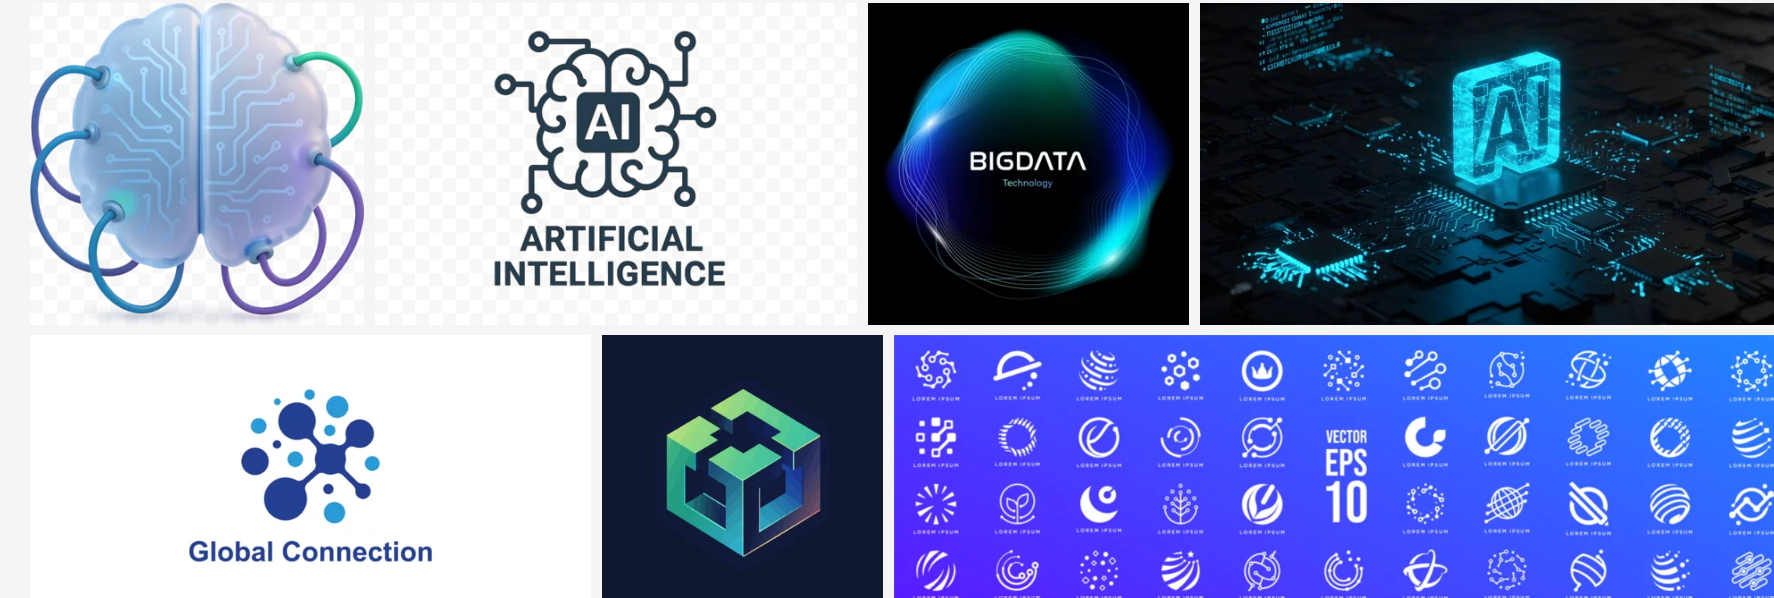 AI
ARTIFICIAL
INTELLIGENCE
BIGDATA
Technology
AI
Global Connection
LOREM IPSUM LOREM IPSUM LOREM IPSUM LOREM IPSUM LOREM IPSUM LOREM IPSUM LOREM IPSUM LOREM IPSUM LOREM IPSUM LOREM IPSUM LOREM IPSUM
VECTOR
EPS
10
LOREM IPSUM LOREM IPSUM LOREM IPSUM LOREM IPSUM LOREM IPSUM LOREM IPSUM LOREM IPSUM LOREM IPSUM LOREM IPSUM LOREM IPSUM
LOREM IPSUM LOREM IPSUM LOREM IPSUM LOREM IPSUM LOREM IPSUM LOREM IPSUM LOREM IPSUM LOREM IPSUM LOREM IPSUM LOREM IPSUM